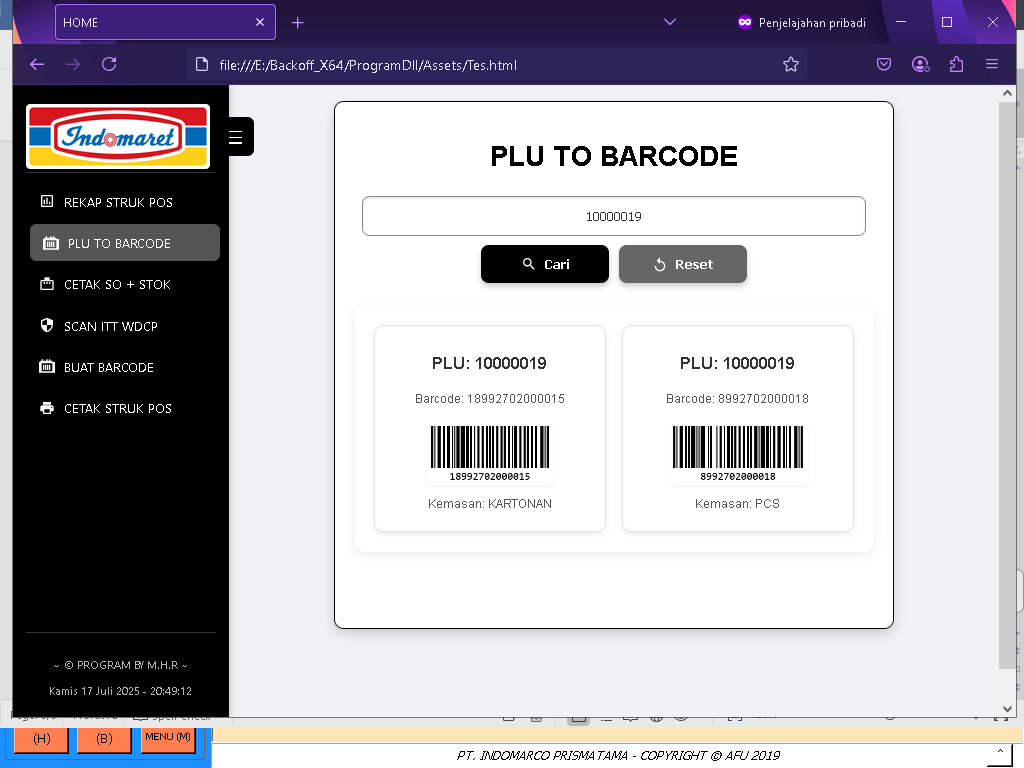 HOME
Penjelajahan pribadi
file:///E:/Backoff_X64/ProgramDll/Assets/Tes.html
Indomaret
REKAP STRUK POS
PLU TO BARCODE
CETAK SO + STOK
SCAN ITT WDCP
BUAT BARCODE
CETAK STRUK POS
~ © PROGRAM BY M.H.R ~
Kamis 17 Juli 2025 - 20:49:12
PLU TO BARCODE
10000019
Cari
Reset
PLU: 10000019
Barcode: 18992702000015
18992702000015
Kemasan: KARTONAN
PLU: 10000019
Barcode: 8992702000018
8992702000018
Kemasan: PCS
(H)
(B)
MENU (M)
PT. INDOMARCO PRISMATAMA - COPYRIGHT @ AFU 2019